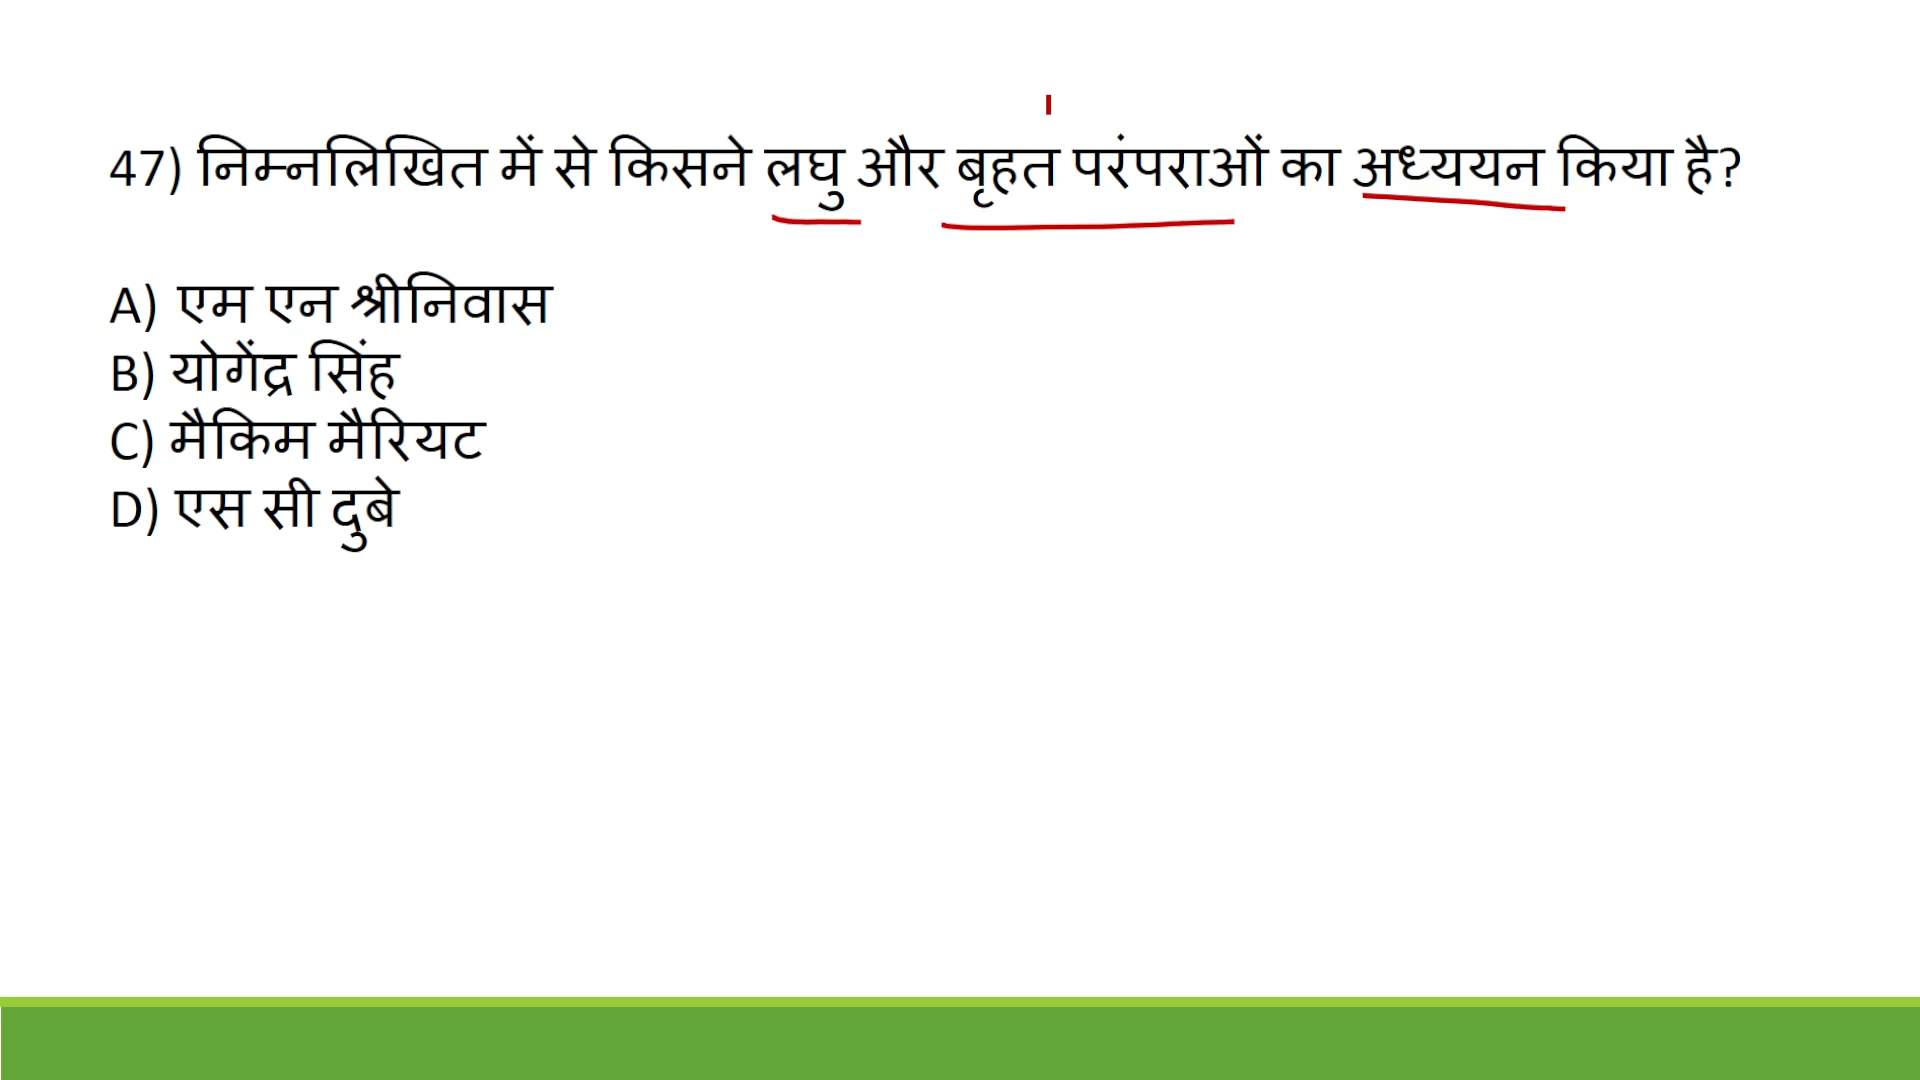 47) निम्नलिखित में से किसने लघु और बृहत परंपराओं का अध्ययन किया है?
A) एम एन श्रीनिवास
B) योगेंद्र सिंह
C) मैकिम मैरियट
D) एस सी दुबे